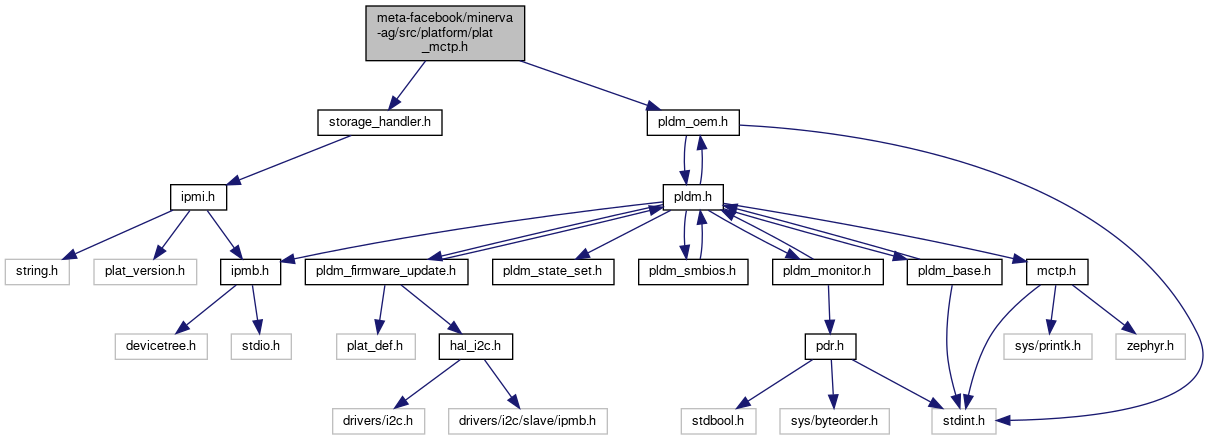 meta-facebook/minerva
-ag/src/platform/plat
_mctp.h
storage_handler.h
pldm_oem.h
ipmi.h
pldm.h
string.h
plat_version.h
ipmb.h
pldm_firmware_update.h
pldm_state_set.h
pldm_smbios.h
pldm_monitor.h
pldm_base.h
mctp.h
devicetree.h
stdio.h
plat_def.h
hal_i2c.h
pdr.h
sys/printk.h
zephyr.h
drivers/i2c.h
drivers/i2c/slave/ipmb.h
stdbool.h
sys/byteorder.h
stdint.h